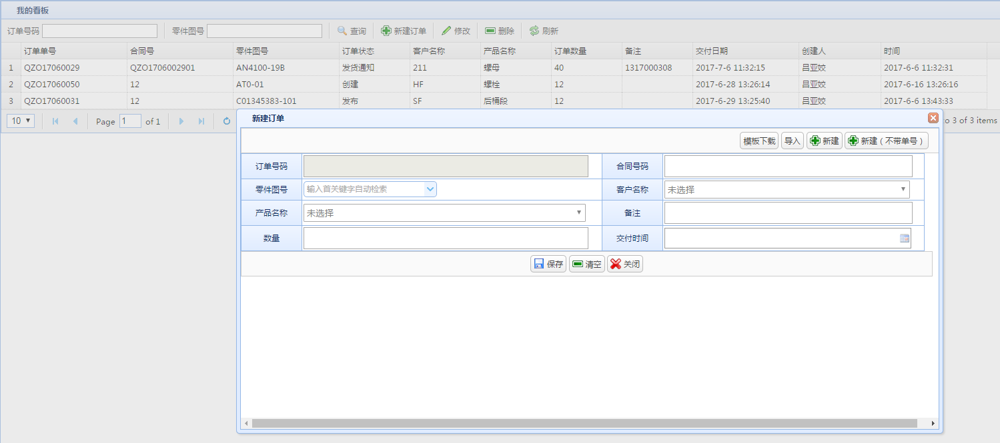 我的看板
订单号码 零件图号 查询 新建订单 修改 删除 刷新
订单单号 合同号 零件图号 订单状态 客户名称 产品名称 订单数量 备注 交付日期 创建人 时间
1 QZO17060029 QZO1706002901 AN4100-19B 发货通知 211 螺母 40 1317000308 2017-7-6 11:32:15 吕亚姣 2017-6-6 11:32:31
2 QZO17060050 12 AT0-01 创建 HF 螺栓 12 2017-6-28 13:26:14 吕亚姣 2017-6-16 13:26:16
3 QZO17060031 12 C01345383-101 发布 SF 后桶段 12 2017-6-29 13:25:40 吕亚姣 2017-6-6 13:43:33
10 Page 1 of 1 o 3 of 3 items
新建订单
模板下载 导入 新建 新建（不带单号）
订单号码 合同号码
零件图号 输入首关键字自动检索 客户名称 未选择
产品名称 未选择 备注
数量 交付时间
保存 清空 关闭